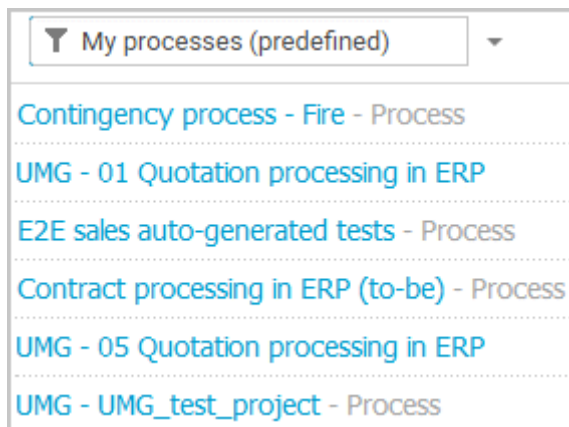 My processes (predefined)
Contingency process - Fire - Process
UMG - 01 Quotation processing in ERP
E2E sales auto-generated tests - Process
Contract processing in ERP (to-be) - Process
UMG - 05 Quotation processing in ERP
UMG - UMG_test_project - Process